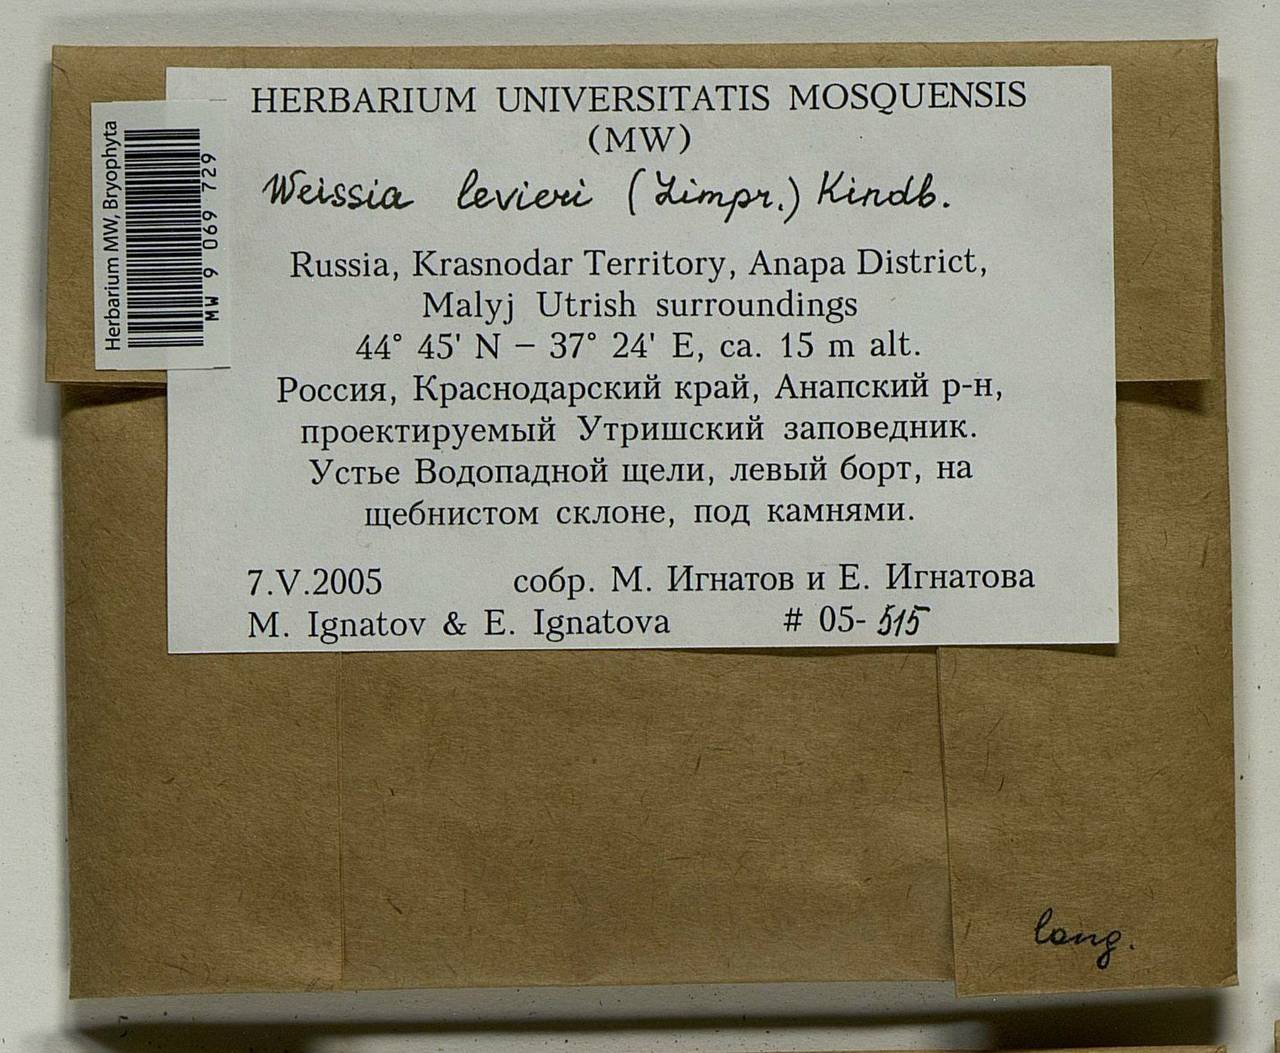 HERBARIUM UNIVERSITATIS MOSQUENSIS
(MW)
Weissia levieri (Limpr.) Kindb.
Russia, Krasnodar Territory, Anapa District,
Malyj Utrish surroundings
44° 45' N – 37° 24' E, ca. 15 m alt.
Россия, Краснодарский край, Анапский р-н,
проектируемый Утришский заповедник.
Устье Водопадной щели, левый борт, на
щебнистом склоне, под камнями.
7.V.2005 собр. М. Игнатов и Е. Игнатова
M. Ignatov & E. Ignatova # 05-515
Herbarium MW, Bryophyta
MW 9 069 729
long.